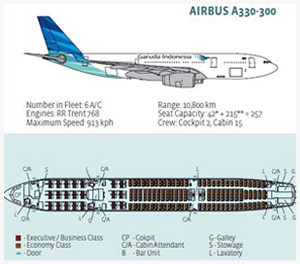 AIRBUS A330-300
Garuda Indonesia
Number in Fleet: 6 A/C
Engines: RR Trent 768
Maximum Speed: 913 kph
Range: 10,800 km
Seat Capacity: 42* + 215** = 257
Crew: Cockpit 2, Cabin 15
C/A L S L C/A L C/A
C/A L G C/A L L S C/A G
- Executive / Business Class
- Economy Class
- Door
CP - Cokpit
C/A - Cabin Attendant
B - Bar Unit
G - Galley
S - Stowage
L - Lavatory